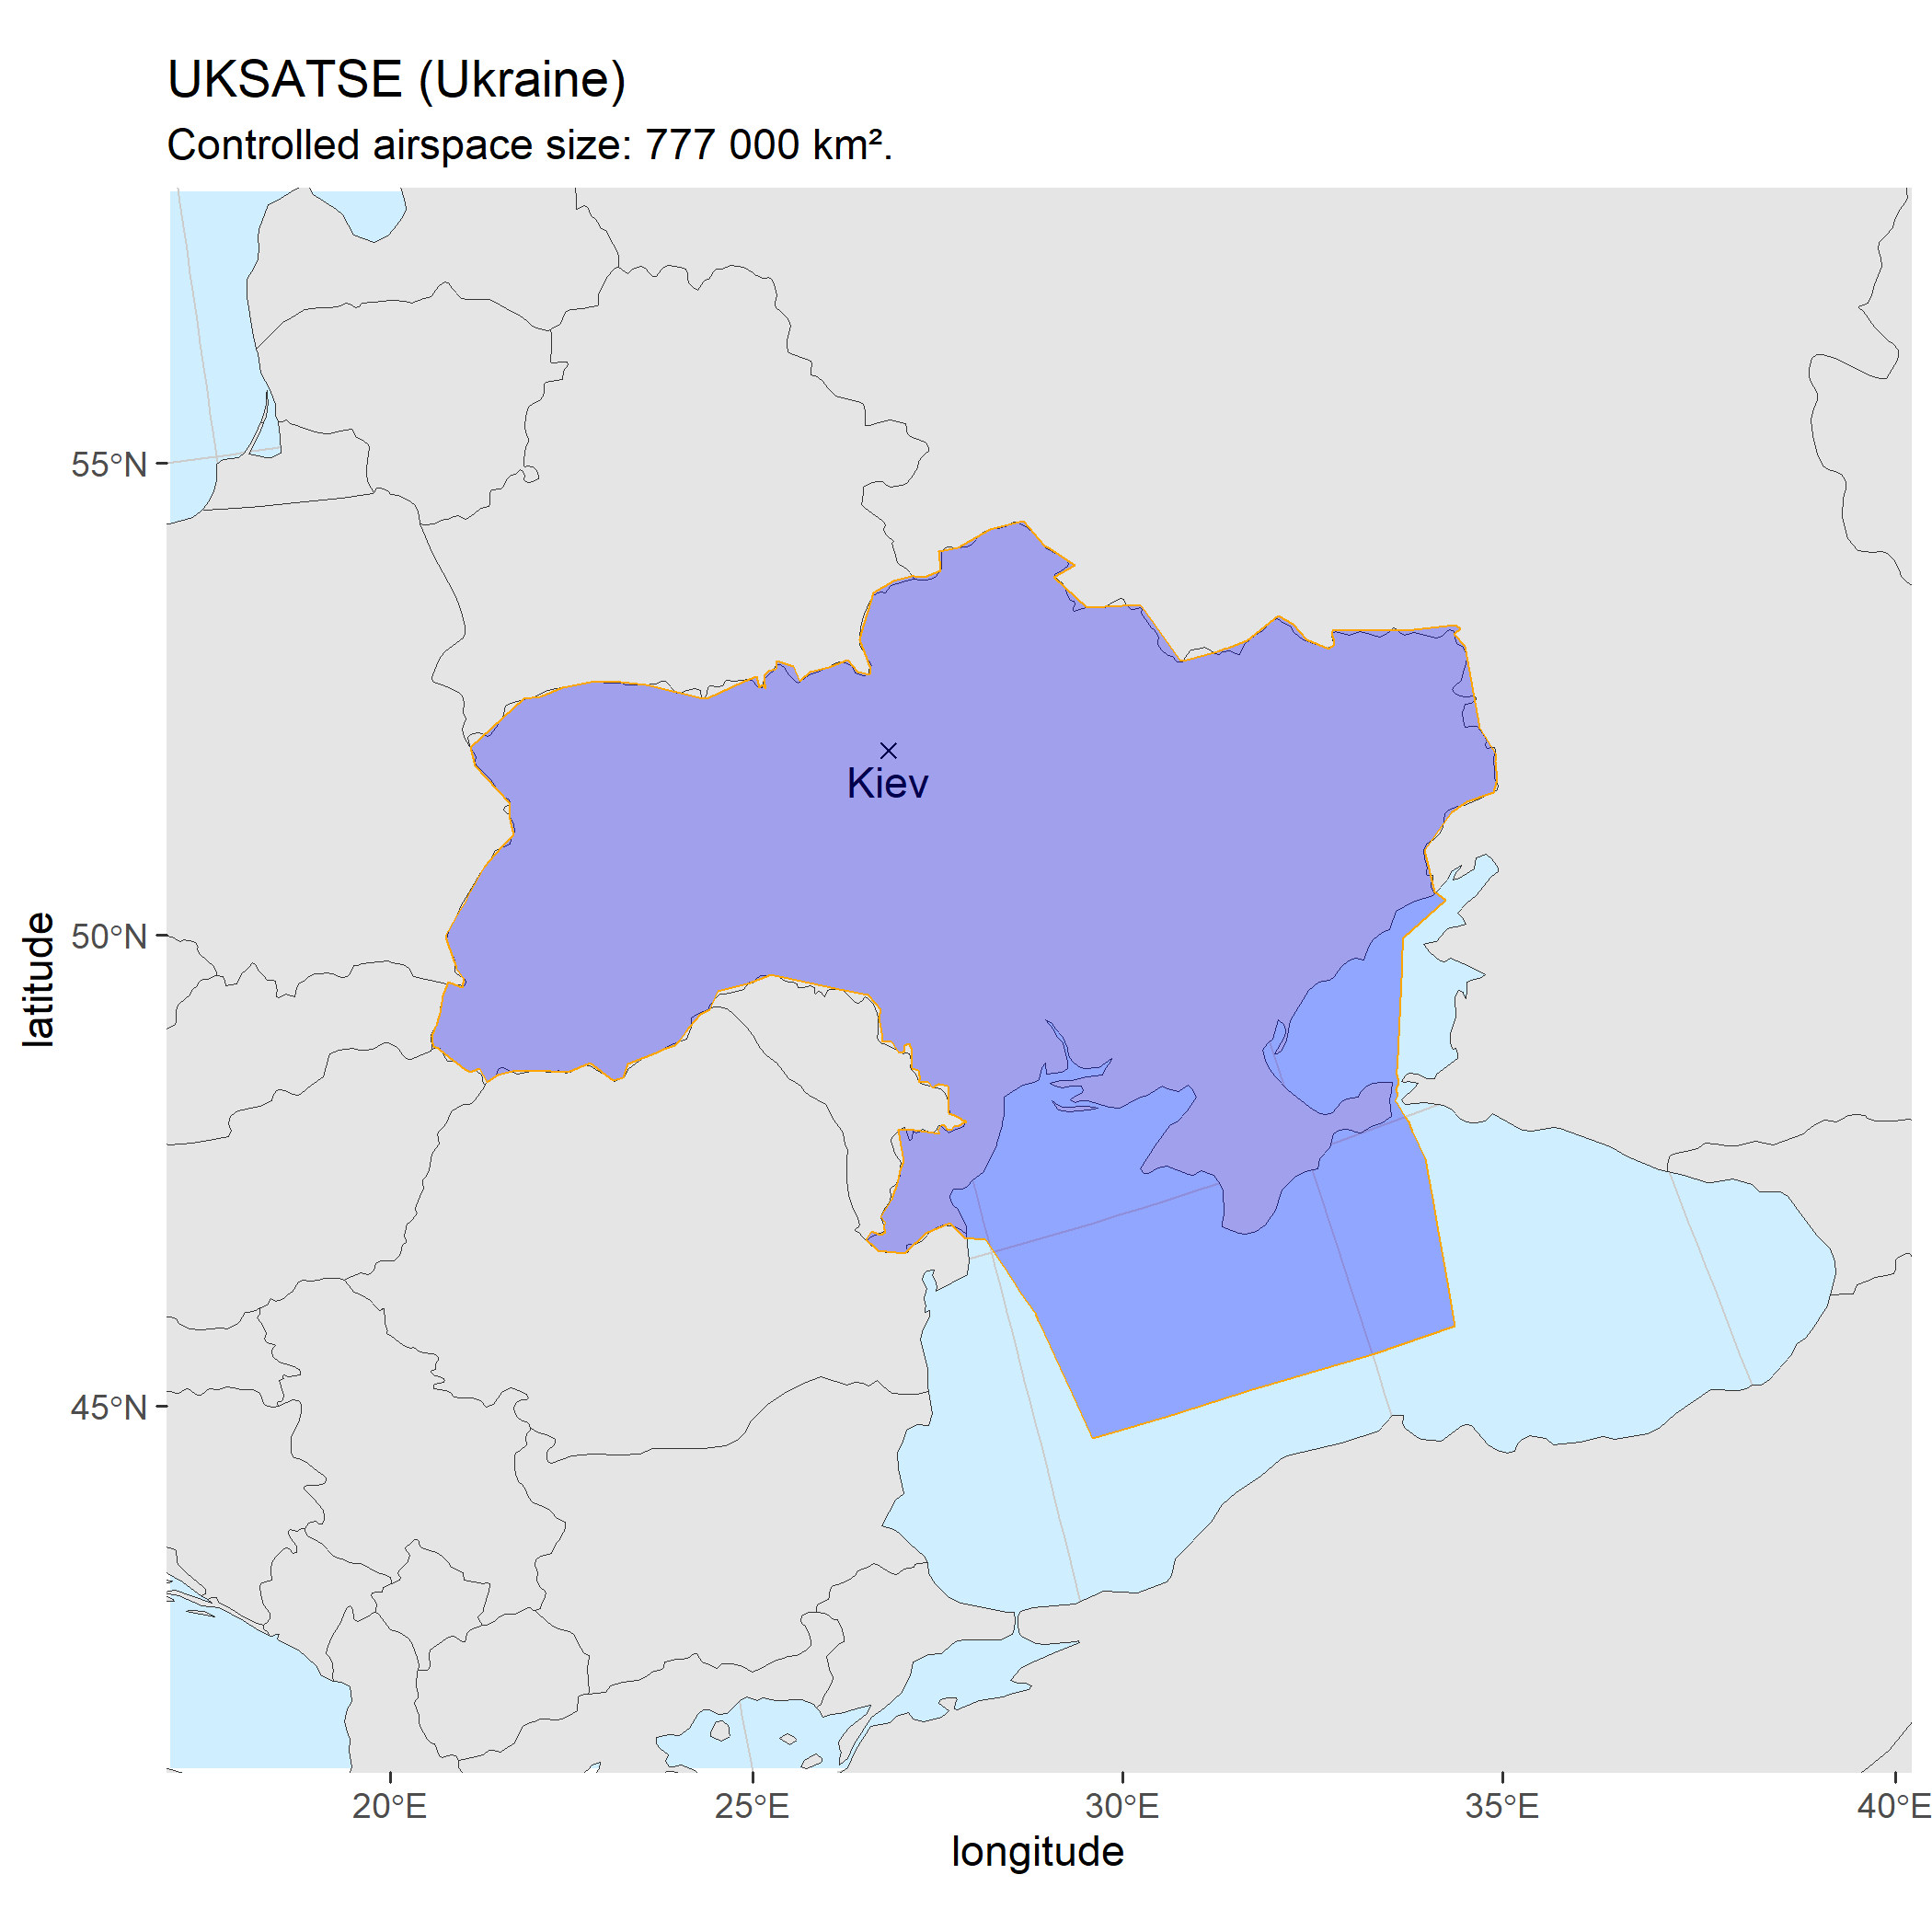 UKSATSE (Ukraine)
Controlled airspace size: 777 000 km².
55°N
50°N
45°N
latitude
Kiev
20°E
25°E
30°E
35°E
40°E
longitude